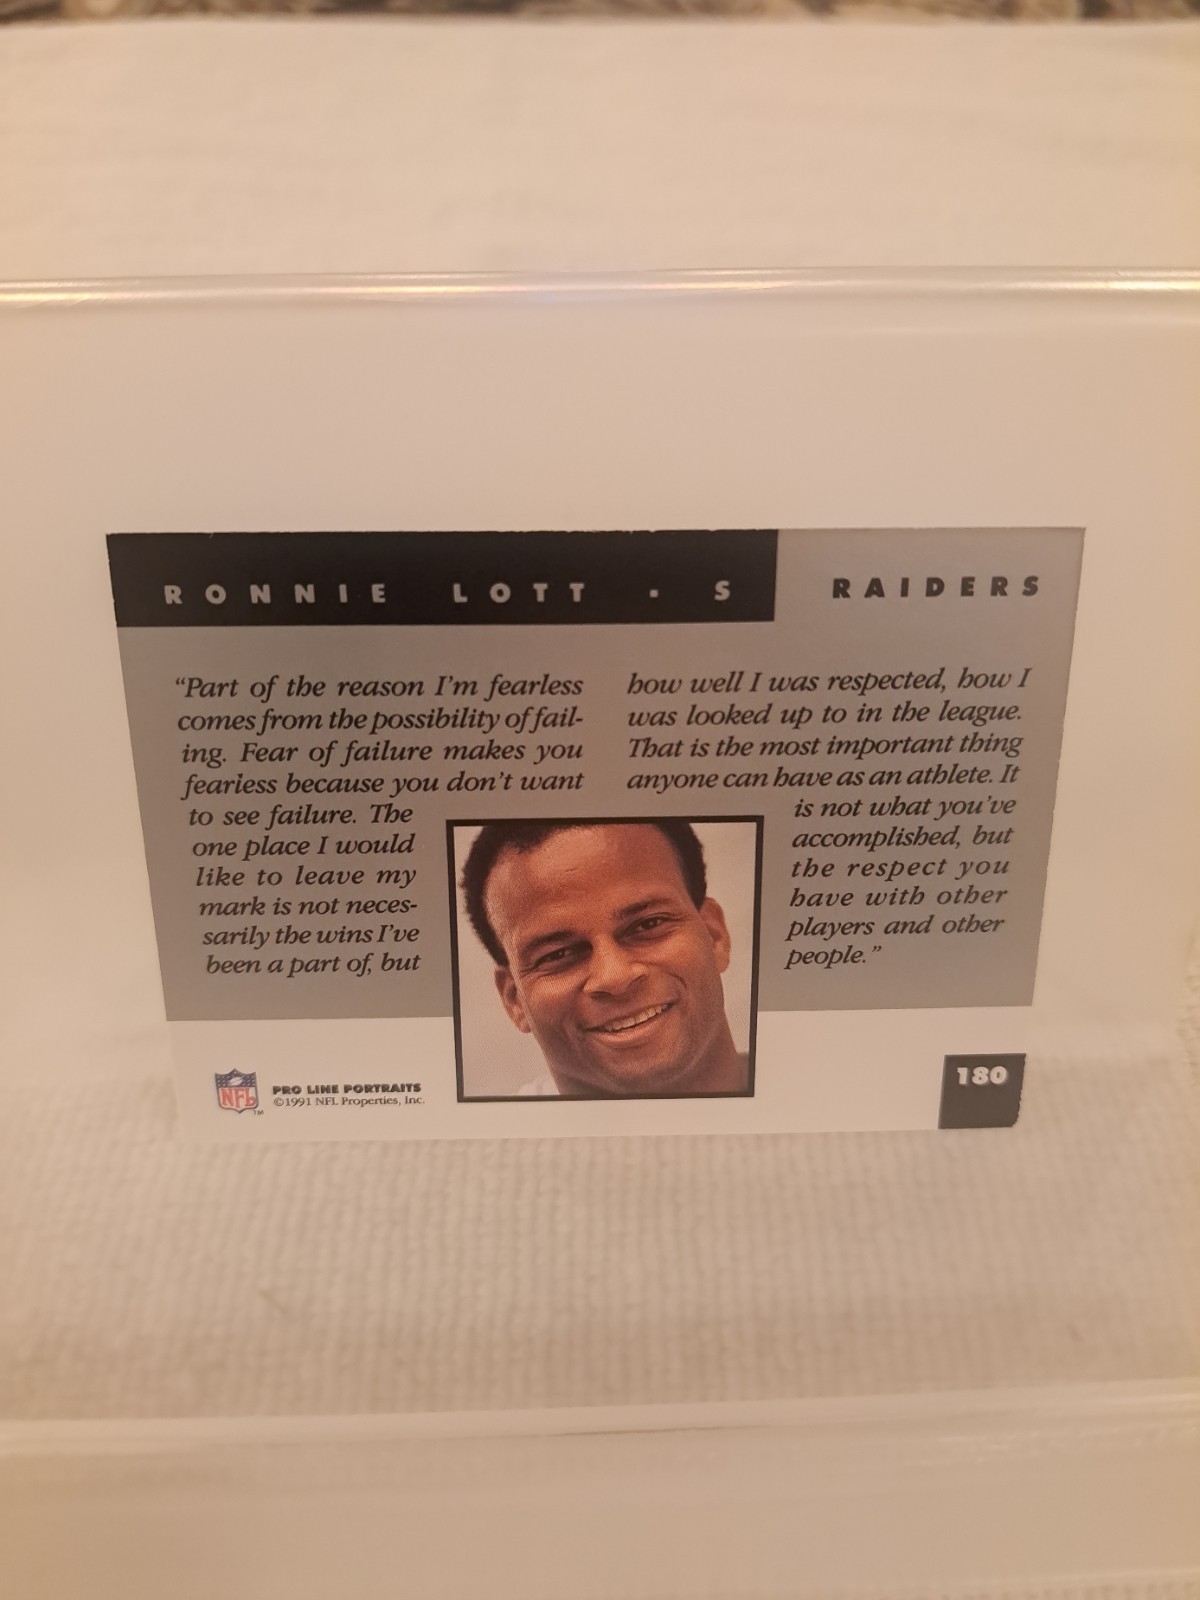 RONNIE LOTT · S
RAIDERS
“Part of the reason I'm fearless
comes from the possibility of fail-
ing. Fear of failure makes you
fearless because you don't want
to see failure. The
one place I would
like to leave my
mark is not neces-
sarily the wins I've
been a part of, but
how well I was respected, how I
was looked up to in the league.
That is the most important thing
anyone can have as an athlete. It
is not what you've
accomplished, but
the respect you
have with other
players and other
people.”
NFL
TM
PRO LINE PORTRAITS
©1991 NFL Properties, Inc.
180